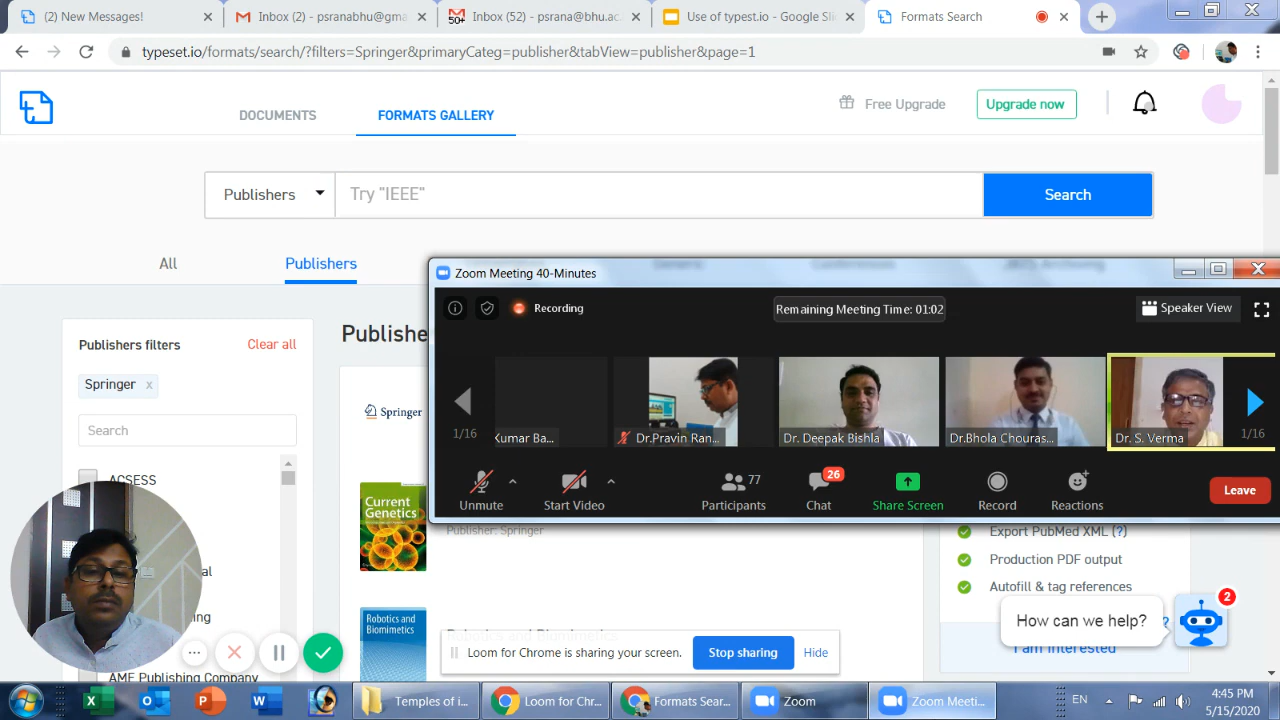 (2) New Messages!
Inbox (2) - psranabhu@gma
50+
Inbox (52) - psrana@bhu.ac.
Use of typest.io - Google Sli
Formats Search
typeset.io/formats/search/?filters=Springer&primaryCateg=publisher&tabView=publisher&page=1
DOCUMENTS
FORMATS GALLERY
Free Upgrade
Upgrade now
Publishers
Try "IEEE"
Search
All
Publishers
Zoom Meeting 40-Minutes
Recording
Remaining Meeting Time: 01:02
Speaker View
Publishers filters
Clear all
Publishe
Springer x
Springer
Search
ACSESS
1/16
Kumar Ba...
Dr.Pravin Ran...
Dr. Deepak Bishla
Dr.Bhola Chouras...
Dr. S. Verma
1/16
77
26
Unmute
Start Video
Participants
Chat
Share Screen
Record
Reactions
Leave
Current
Genetics
Publisher: Springer
Export PubMed XML (?)
Production PDF output
Autofill & tag references
al
ing
How can we help?
2
?
I am interested
Robotics and
Biomimetics
Robotics and Biomimetics
Loom for Chrome is sharing your screen.
Stop sharing
Hide
AMF Publishing Company
Temples of i...
Loom for Chr...
Formats Sear...
Zoom
Zoom Meeti...
EN
4:45 PM
5/15/2020